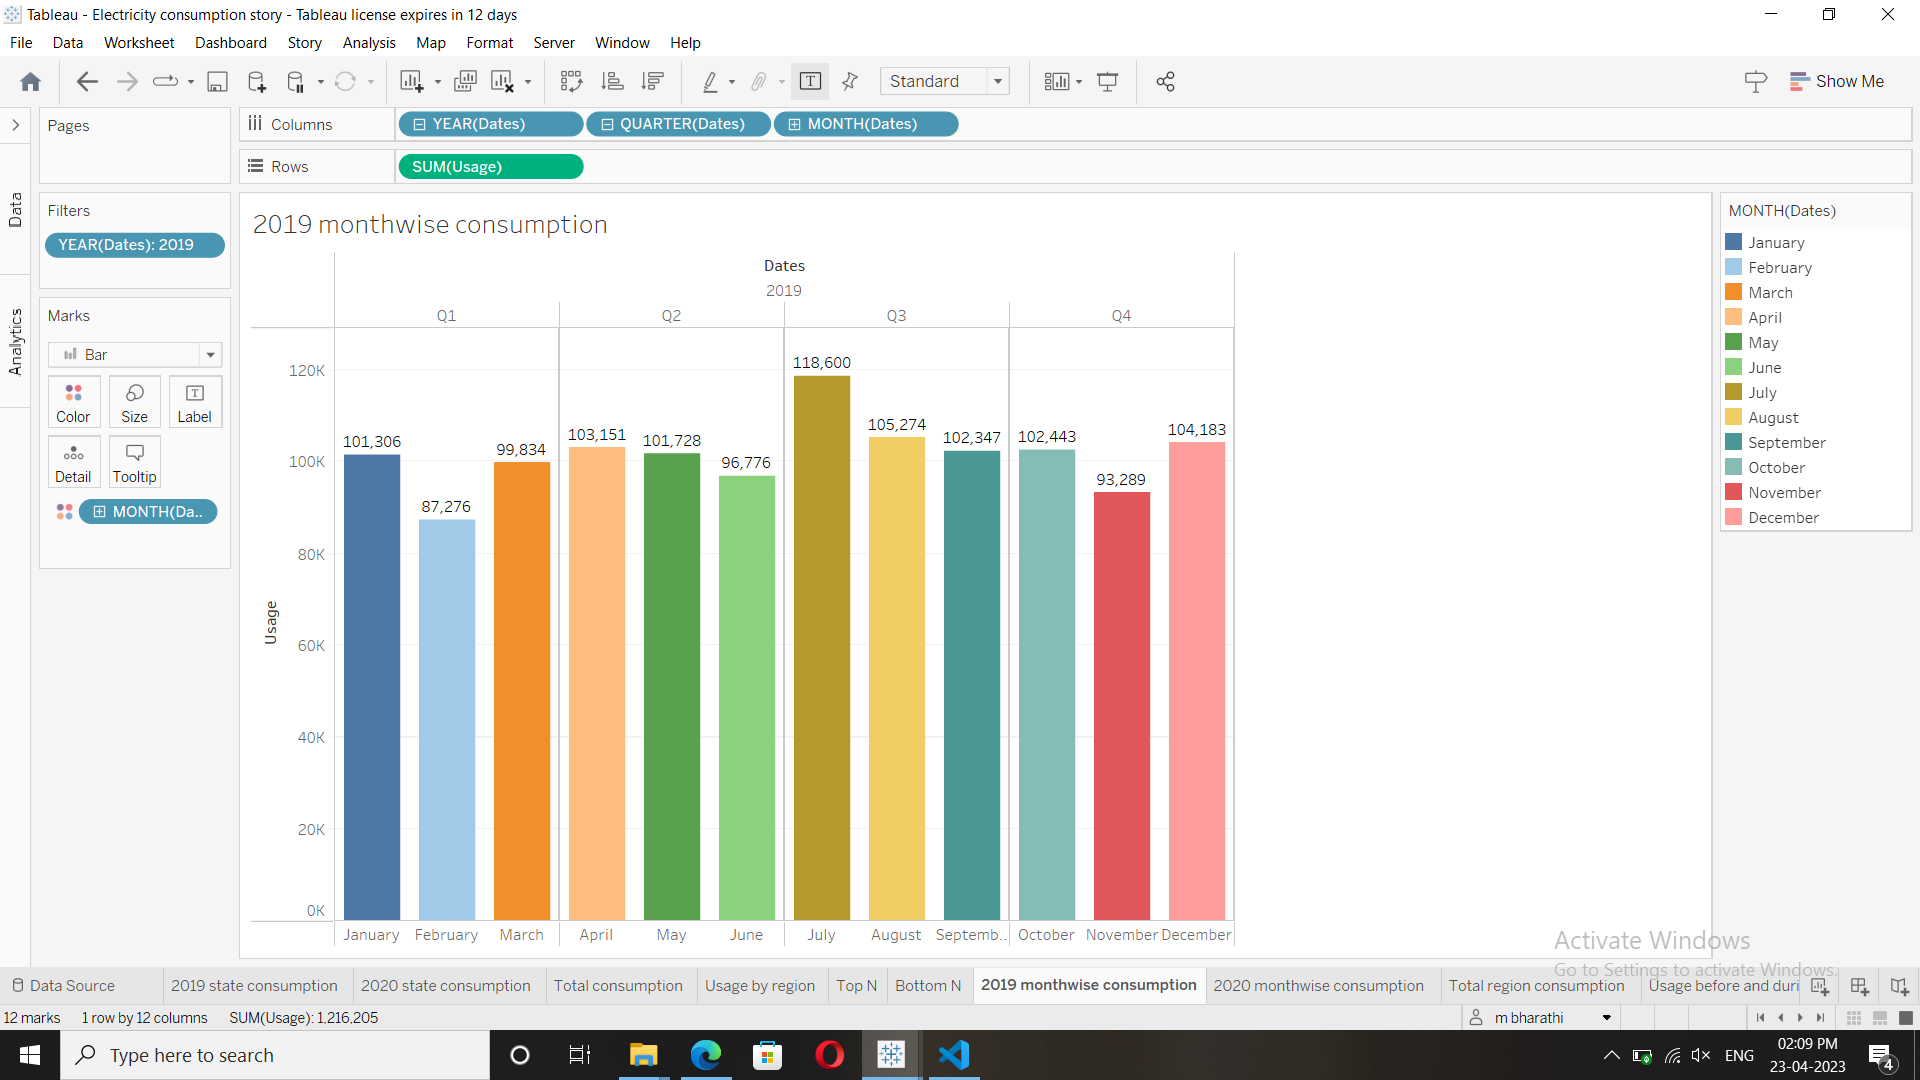 Tableau - Electricity consumption story - Tableau license expires in 12 days
File Data Worksheet Dashboard Story Analysis Map Format Server Window Help
Standard
Show Me
Pages
Columns YEAR(Dates) QUARTER(Dates) MONTH(Dates)
Rows SUM(Usage)
Data
Analytics
Filters
YEAR(Dates): 2019
Marks
Bar
Color Size Label
Detail Tooltip
MONTH(Da..
2019 monthwise consumption
Dates
2019
Q1 Q2 Q3 Q4
Usage
120K
100K
80K
60K
40K
20K
0K
101,306 87,276 99,834 103,151 101,728 96,776 118,600 105,274 102,347 102,443 93,289 104,183
January February March April May June July August Septemb.. October November December
MONTH(Dates)
January
February
March
April
May
June
July
August
September
October
November
December
Activate Windows
Go to Settings to activate Windows.
Data Source 2019 state consumption 2020 state consumption Total consumption Usage by region Top N Bottom N 2019 monthwise consumption 2020 monthwise consumption Total region consumption Usage before and duri
12 marks 1 row by 12 columns SUM(Usage): 1,216,205 m bharathi
Type here to search
ENG
02:09 PM
23-04-2023
4